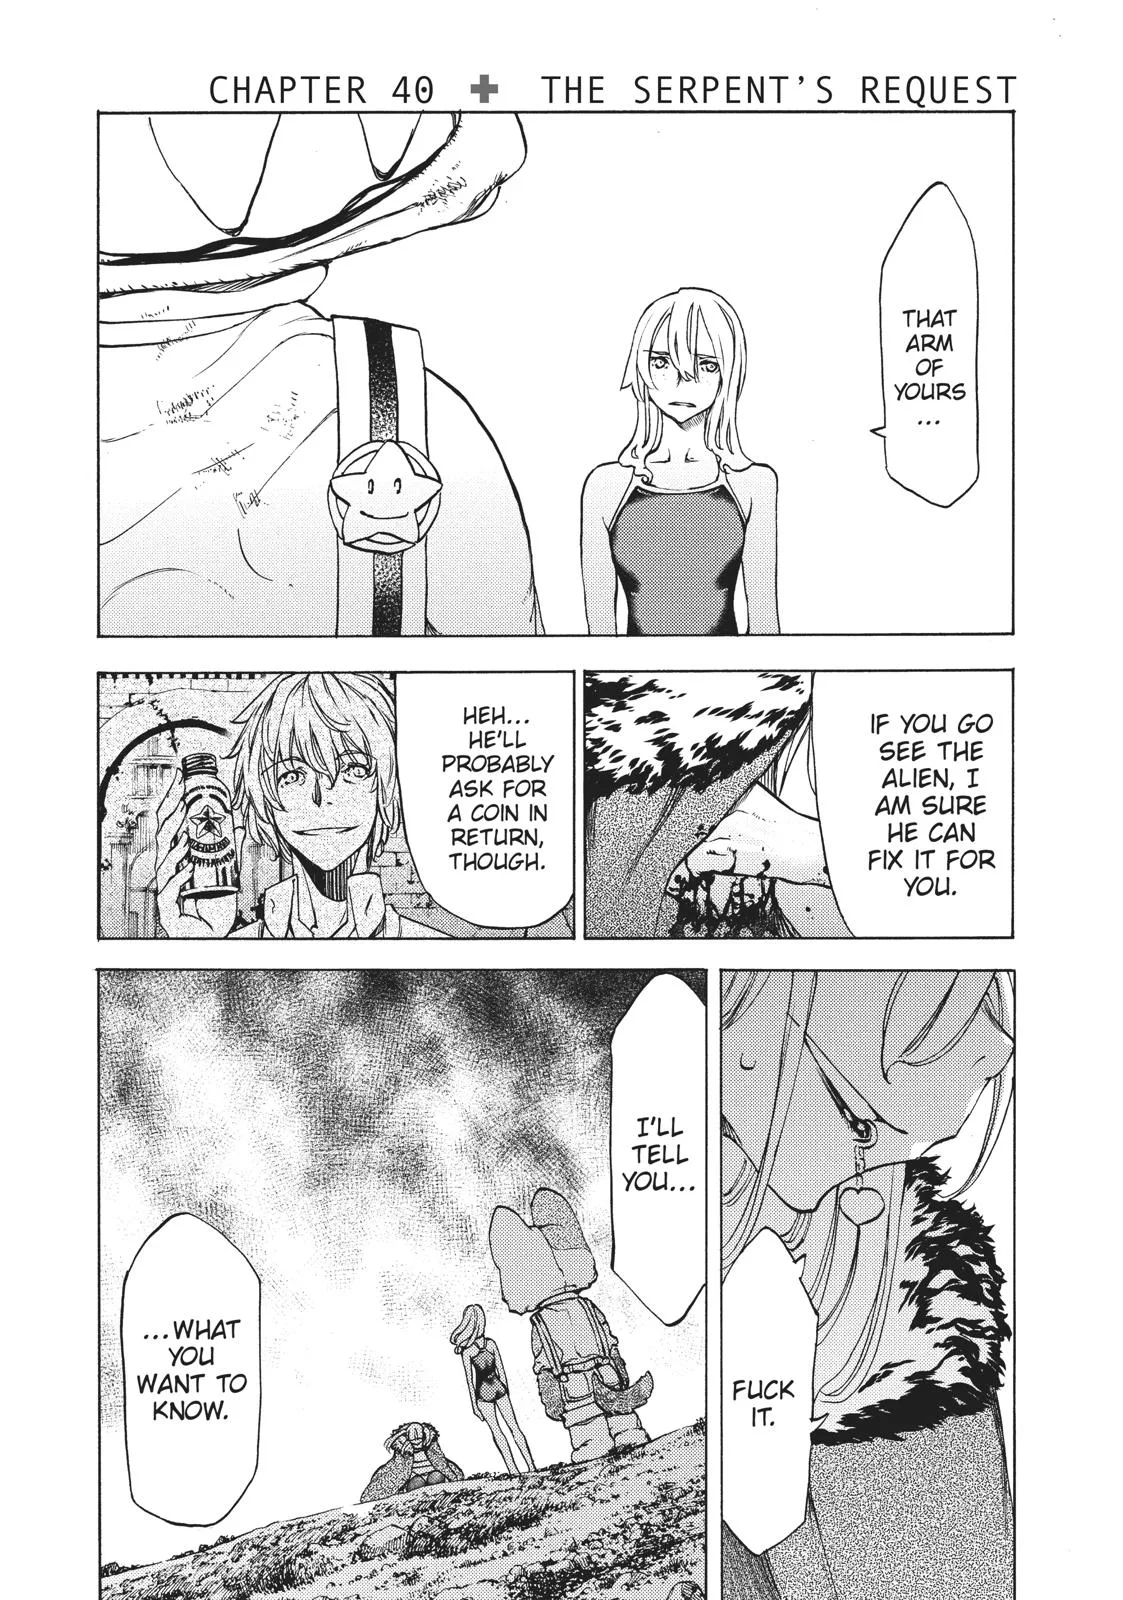 CHAPTER 40 ✚ THE SERPENT'S REQUEST
THAT
ARM
OF
YOURS
...
IF YOU GO
SEE THE
ALIEN, I
AM SURE
HE CAN
FIX IT FOR
YOU.
HEH...
HE'LL
PROBABLY
ASK FOR
A COIN IN
RETURN,
THOUGH.
FUCK
IT.
I'LL
TELL
YOU...
...WHAT
YOU
WANT TO
KNOW.